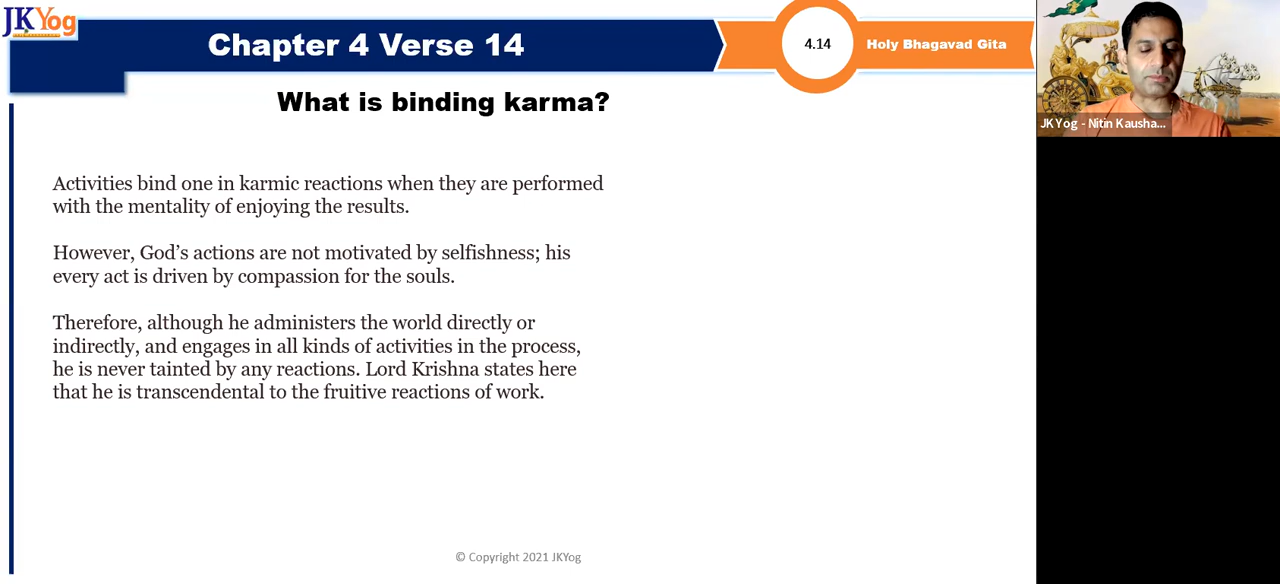 JKYog
Chapter 4 Verse 14
4.14
Holy Bhagavad Gita
What is binding karma?
Activities bind one in karmic reactions when they are performed
with the mentality of enjoying the results.
However, God’s actions are not motivated by selfishness; his
every act is driven by compassion for the souls.
Therefore, although he administers the world directly or
indirectly, and engages in all kinds of activities in the process,
he is never tainted by any reactions. Lord Krishna states here
that he is transcendental to the fruitive reactions of work.
© Copyright 2021 JKYog
JKYog - Nitin Kausha...